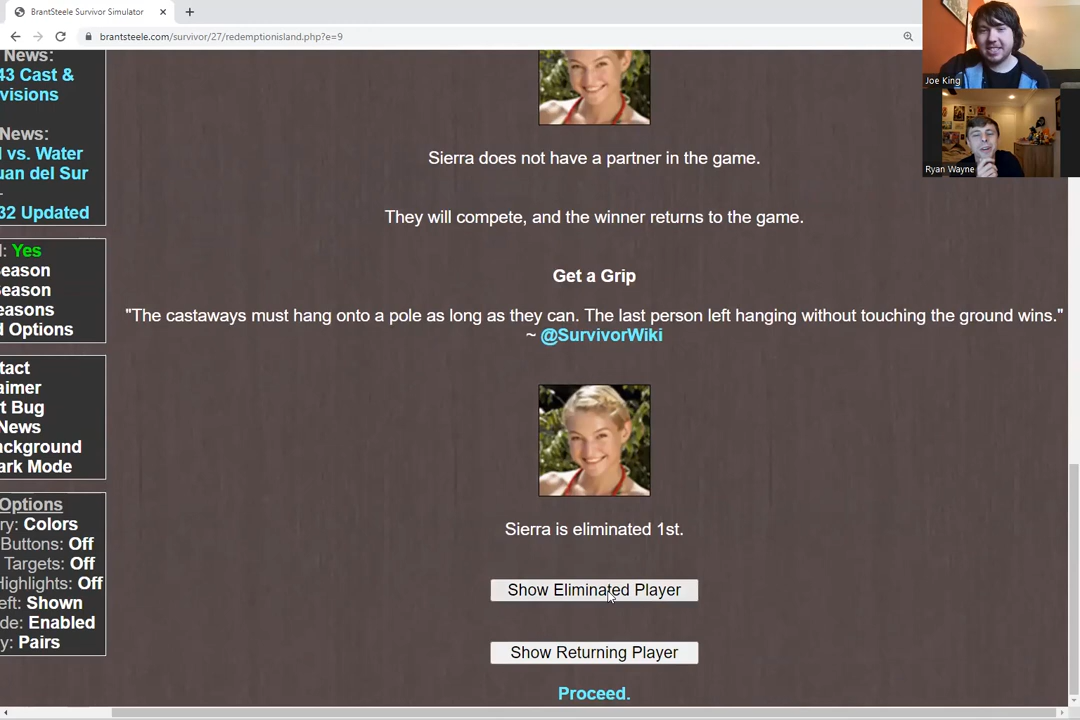 BrantSteele Survivor Simulator
brantsteele.com/survivor/27/redemptionisland.php?e=9
Joe King
Ryan Wayne
News:
43 Cast &
visions
News:
vs. Water
uan del Sur
32 Updated
: Yes
eason
eason
easons
d Options
tact
aimer
t Bug
News
ackground
ark Mode
Options
ry: Colors
Buttons: Off
Targets: Off
Highlights: Off
eft: Shown
de: Enabled
y: Pairs
Sierra does not have a partner in the game.
They will compete, and the winner returns to the game.
Get a Grip
"The castaways must hang onto a pole as long as they can. The last person left hanging without touching the ground wins."
~ @SurvivorWiki
Sierra is eliminated 1st.
Show Eliminated Player
Show Returning Player
Proceed.